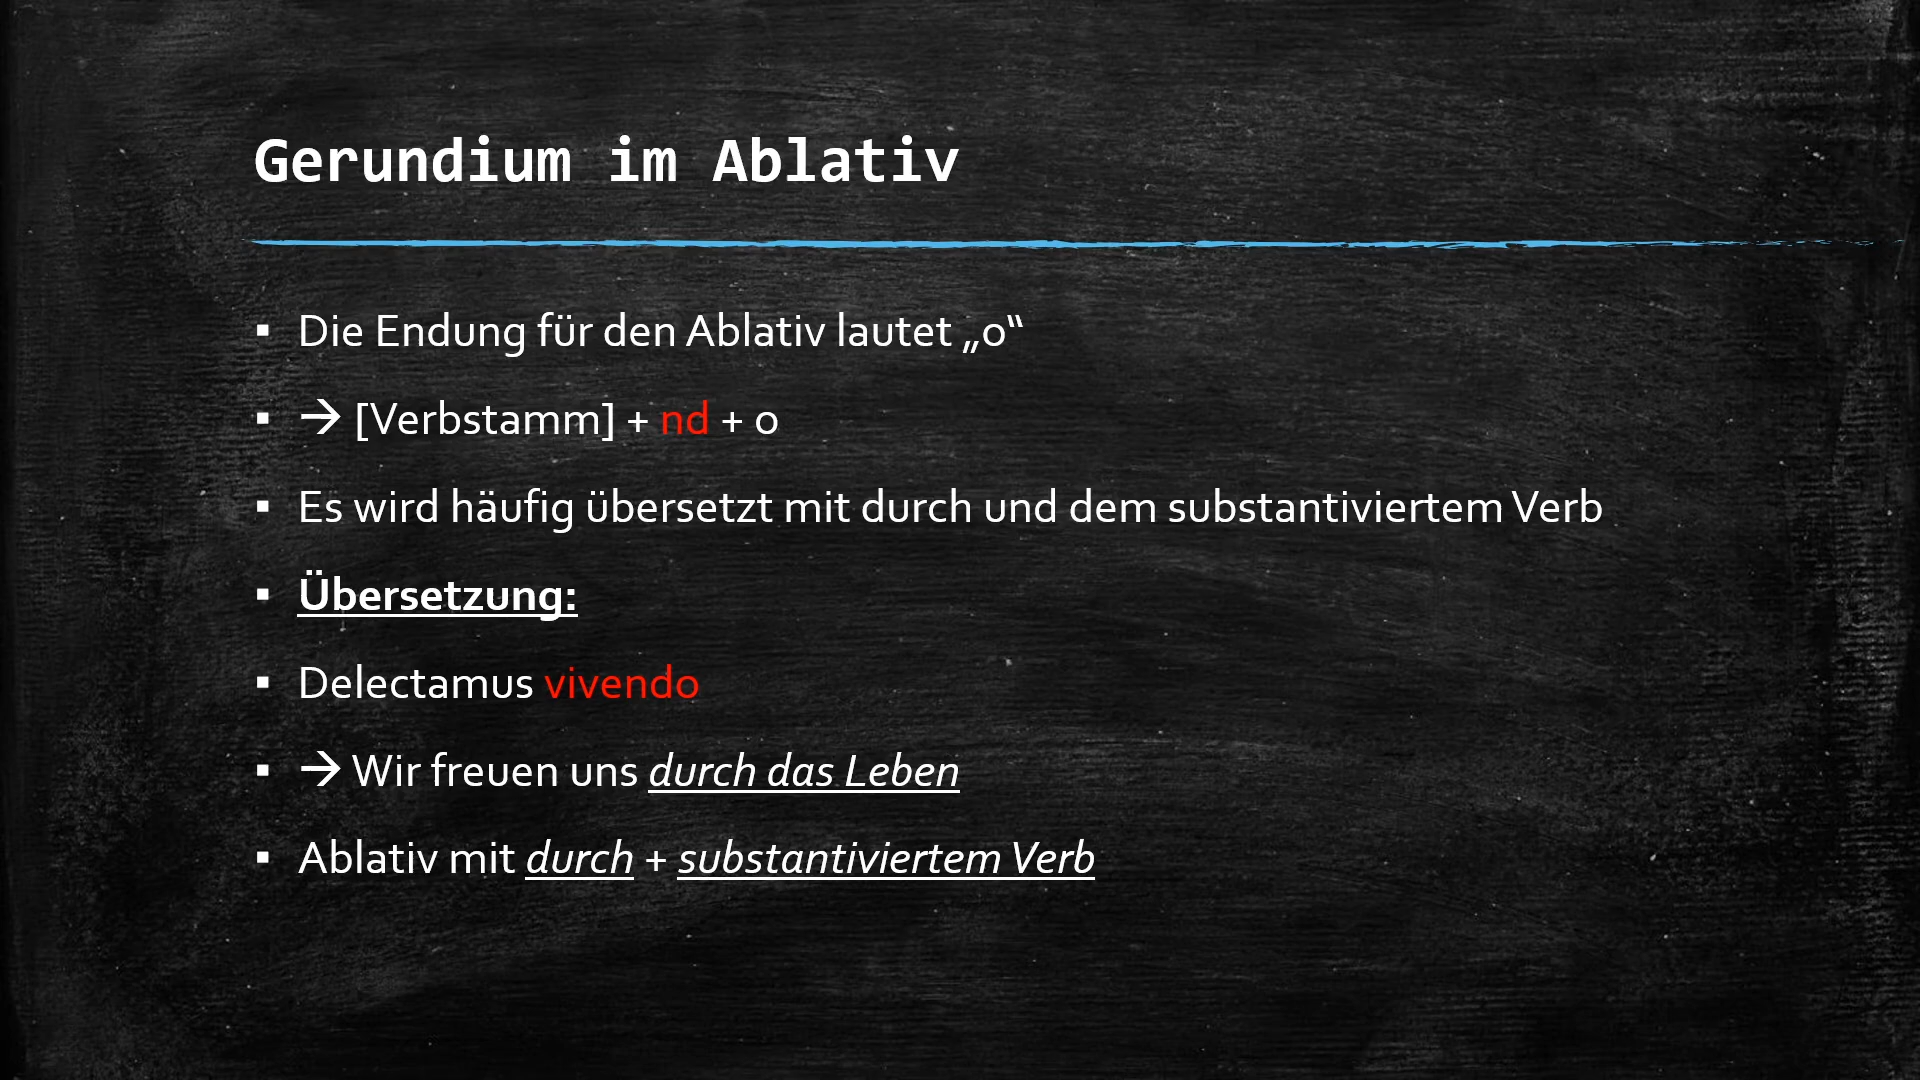 Gerundium im Ablativ
▪ Die Endung für den Ablativ lautet „o“
▪ → [Verbstamm] + nd + o
▪ Es wird häufig übersetzt mit durch und dem substantiviertem Verb
▪ Übersetzung:
▪ Delectamus vivendo
▪ → Wir freuen uns durch das Leben
▪ Ablativ mit durch + substantiviertem Verb